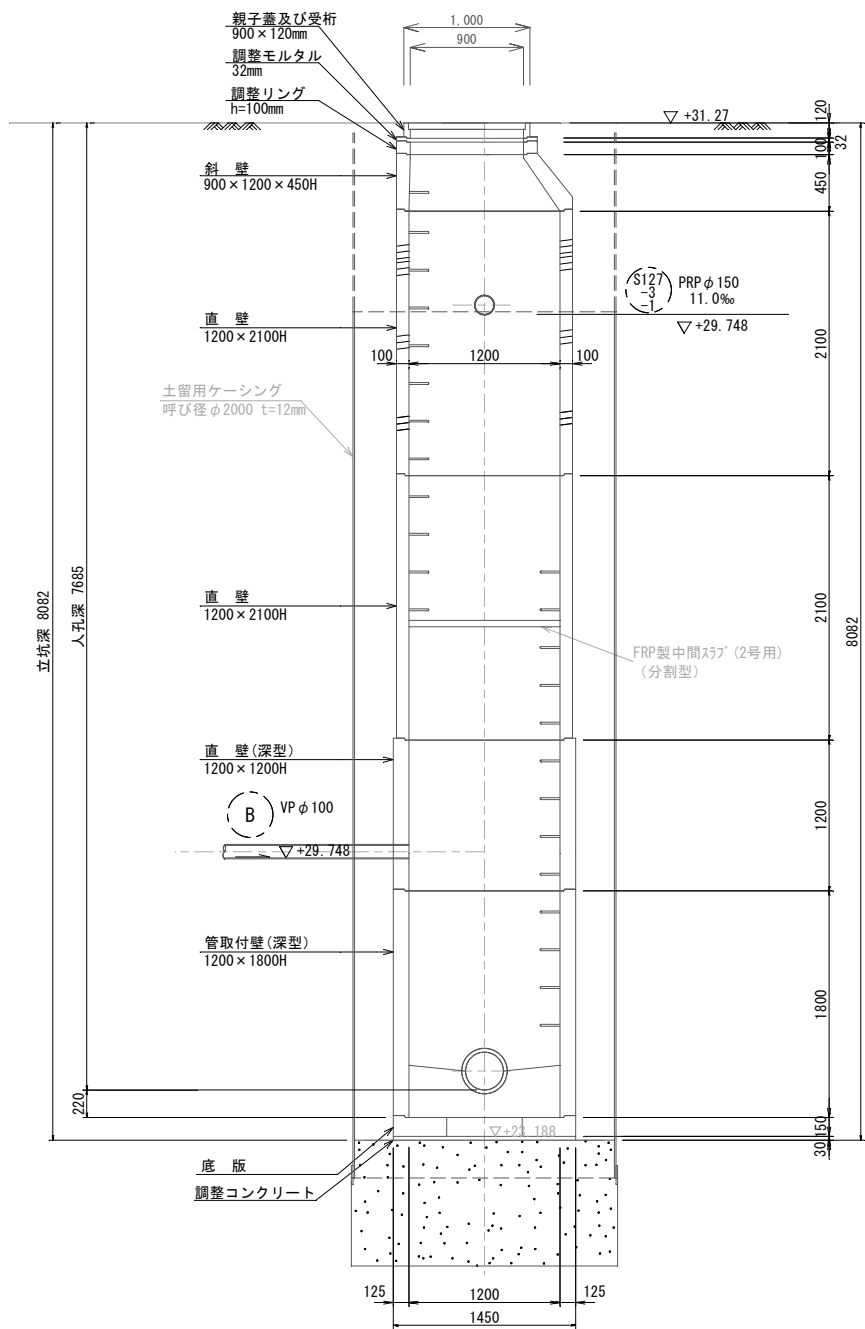 親子蓋及び受桁
900×120mm
調整モルタル
32mm
調整リング
h=100mm
1,000
900
▽ +31.27
120
32
100
450
斜 壁
900×1200×450H
S127
-3
-1
PRPφ150
11.0‰
▽+29.748
直 壁
1200×2100H
100
1200
100
2100
土留用ケーシング
呼び径φ2000 t=12mm
立坑深 8082
人孔深 7685
直 壁
1200×2100H
2100
8082
FRP製中間ｽﾗﾌﾞ(2号用)
(分割型)
直 壁(深型)
1200×1200H
1200
B
VPφ100
▽+29.748
管取付壁(深型)
1200×1800H
1800
220
▽+23.188
150
30
底 版
調整コンクリート
125
1200
125
1450